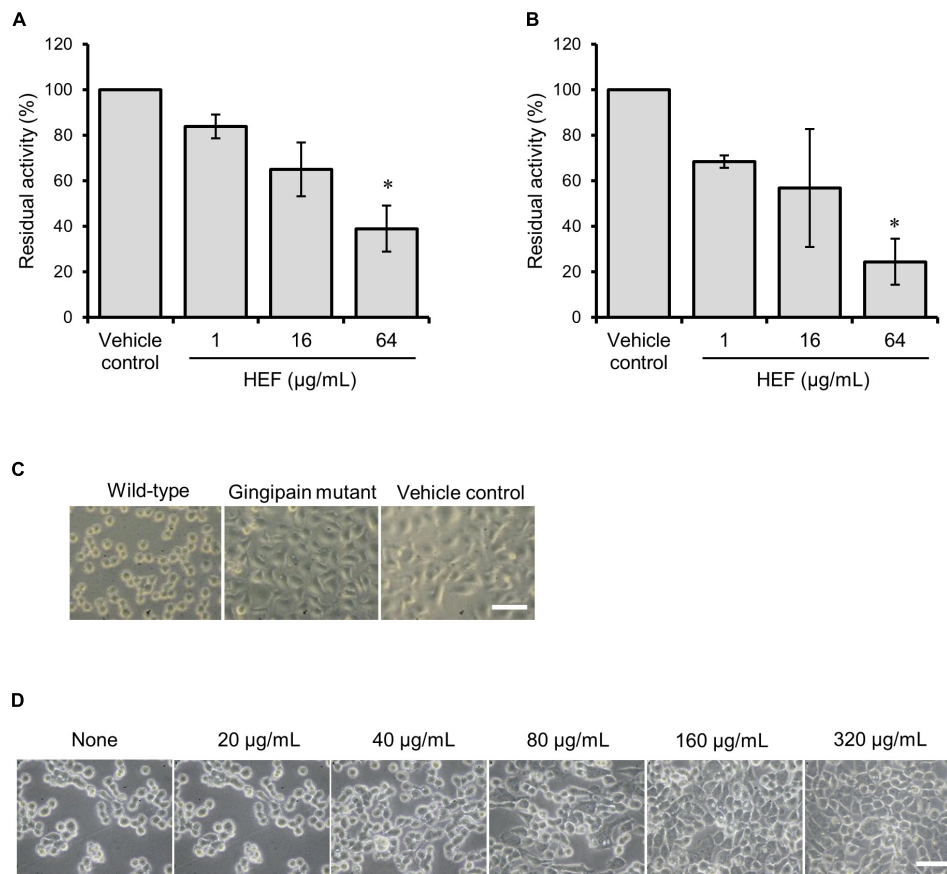 A
120
100
80
60
40
20
0
Residual activity (%)
*
Vehicle control
1
16
64
HEF (µg/mL)
B
120
100
80
60
40
20
0
Residual activity (%)
*
Vehicle control
1
16
64
HEF (µg/mL)
C
Wild-type
Gingipain mutant
Vehicle control
D
None
20 µg/mL
40 µg/mL
80 µg/mL
160 µg/mL
320 µg/mL